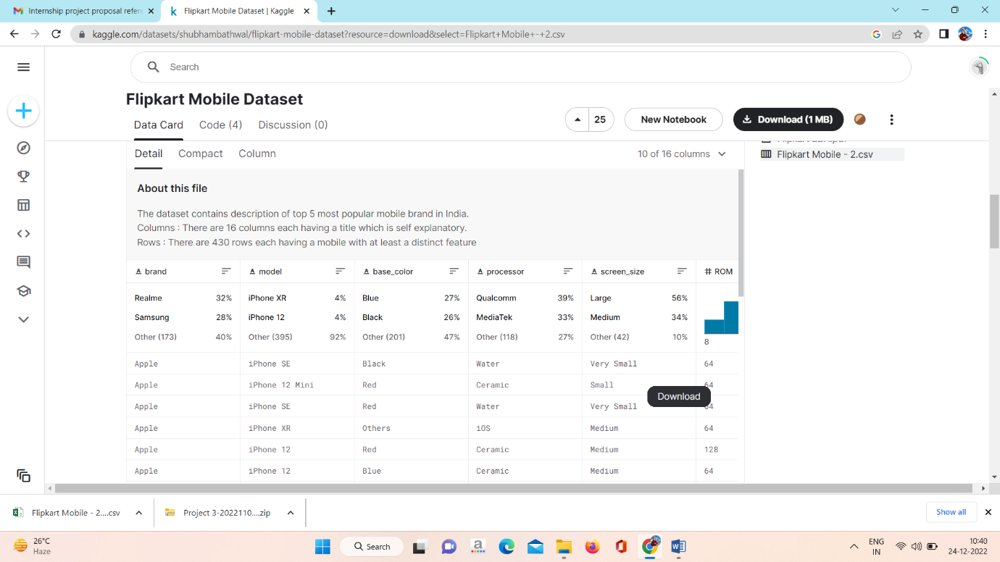 Internship project proposal refer
Flipkart Mobile Dataset | Kaggle
kaggle.com/datasets/shubhambathwal/flipkart-mobile-dataset?resource=download&select=Flipkart+Mobile+-+2.csv
Search
Flipkart Mobile Dataset
Data Card Code (4) Discussion (0)
25 New Notebook Download (1 MB)
Detail Compact Column 10 of 16 columns
Flipkart Mobile - 2.csv
About this file
The dataset contains description of top 5 most popular mobile brand in India.
Columns : There are 16 columns each having a title which is self explanatory.
Rows : There are 430 rows each having a mobile with at least a distinct feature
A brand A model A base_color A processor A screen_size # ROM
Realme 32% iPhone XR 4% Blue 27% Qualcomm 39% Large 56%
Samsung 28% iPhone 12 4% Black 26% MediaTek 33% Medium 34%
Other (173) 40% Other (395) 92% Other (201) 47% Other (118) 27% Other (42) 10% 8
Apple iPhone SE Black Water Very Small 64
Apple iPhone 12 Mini Red Ceramic Small 64
Download
Apple iPhone SE Red Water Very Small 64
Apple iPhone XR Others iOS Medium 64
Apple iPhone 12 Red Ceramic Medium 128
Apple iPhone 12 Blue Ceramic Medium 64
Flipkart Mobile - 2....csv Project 3-2022110....zip Show all
26°C
Haze
Search
ENG
IN
10:40
24-12-2022